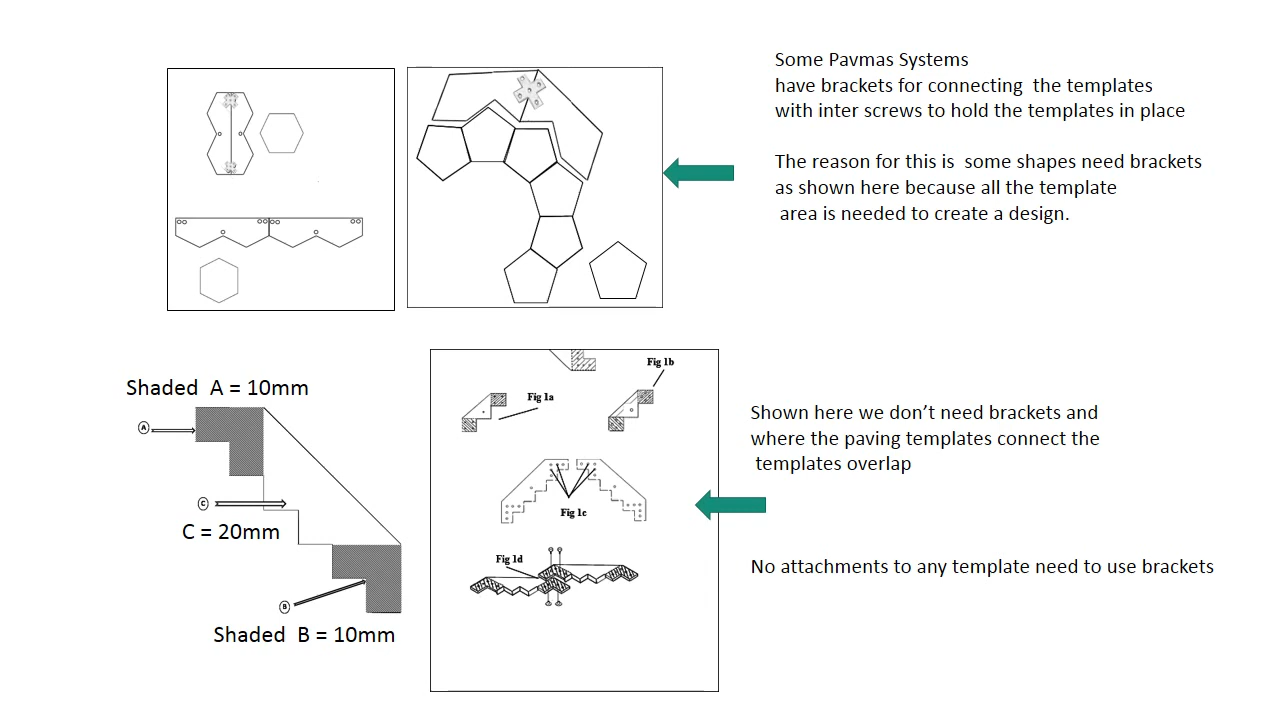 Some Pavmas Systems
have brackets for connecting  the templates
with inter screws to hold the templates in place
The reason for this is  some shapes need brackets
as shown here because all the template
area is needed to create a design.
Shaded  A = 10mm
A
C
C = 20mm
B
Shaded  B = 10mm
Fig 1b
Fig 1a
Fig 1c
Fig 1d
Shown here we don’t need brackets and
where the paving templates connect the
templates overlap
No attachments to any template need to use brackets